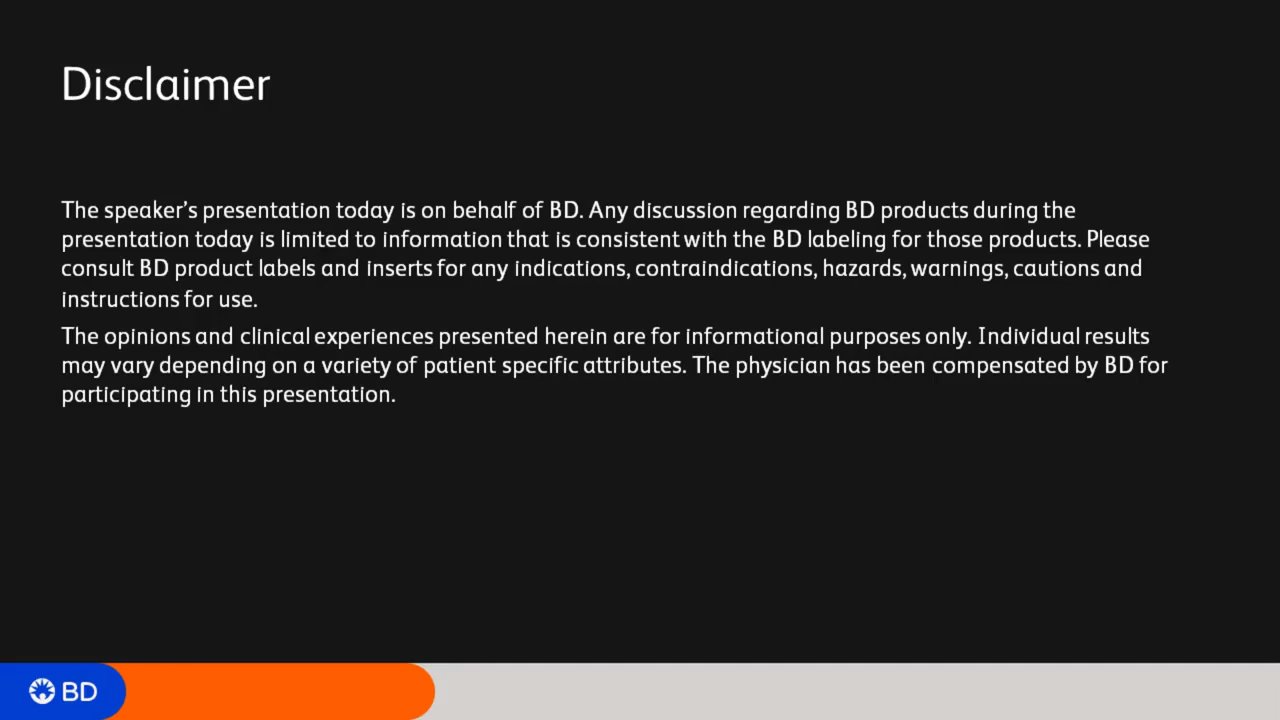 Disclaimer
The speaker’s presentation today is on behalf of BD. Any discussion regarding BD products during the
presentation today is limited to information that is consistent with the BD labeling for those products. Please
consult BD product labels and inserts for any indications, contraindications, hazards, warnings, cautions and
instructions for use.
The opinions and clinical experiences presented herein are for informational purposes only. Individual results
may vary depending on a variety of patient specific attributes. The physician has been compensated by BD for
participating in this presentation.
BD